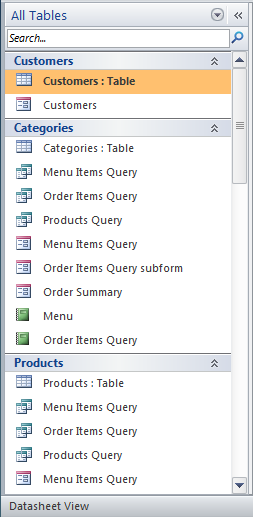 All Tables
Search...
Customers
Customers : Table
Customers
Categories
Categories : Table
Menu Items Query
Order Items Query
Products Query
Menu Items Query
Order Items Query subform
Order Summary
Menu
Order Items Query
Products
Products : Table
Menu Items Query
Order Items Query
Products Query
Menu Items Query
Datasheet View